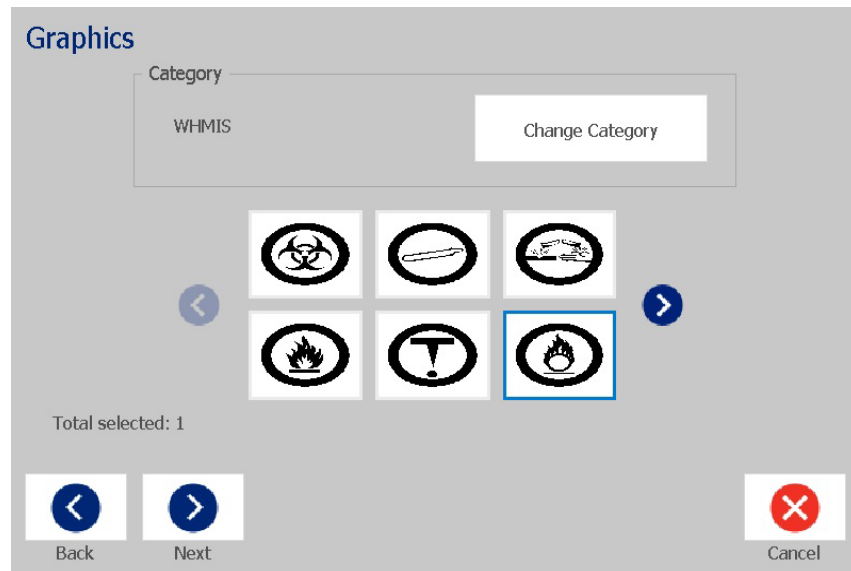 Graphics
Category
WHMIS
Change Category
Total selected: 1
Back
Next
Cancel